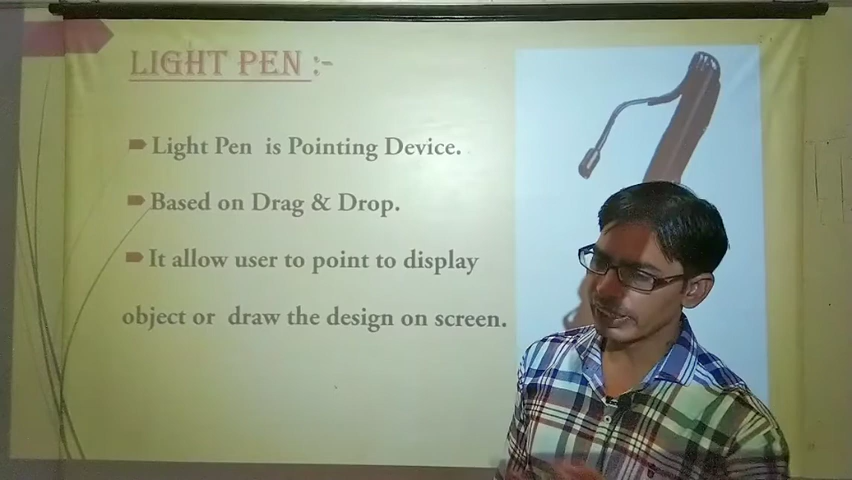 LIGHT PEN :-
Light Pen is Pointing Device.
Based on Drag & Drop.
It allow user to point to display
object or draw the design on screen.